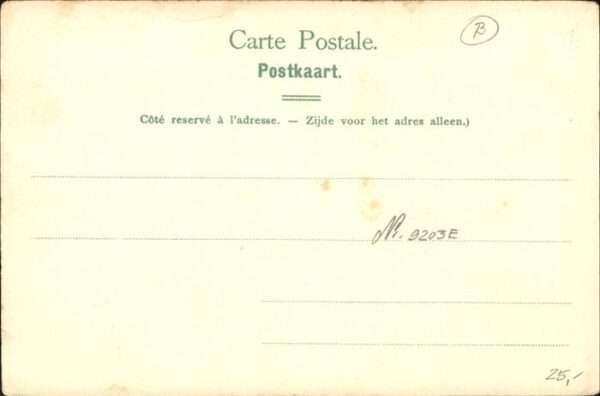 B
Carte Postale.
Postkaart.
Côté reservé à l'adresse. — Zijde voor het adres alleen.)
Nr. 9203E
25,-